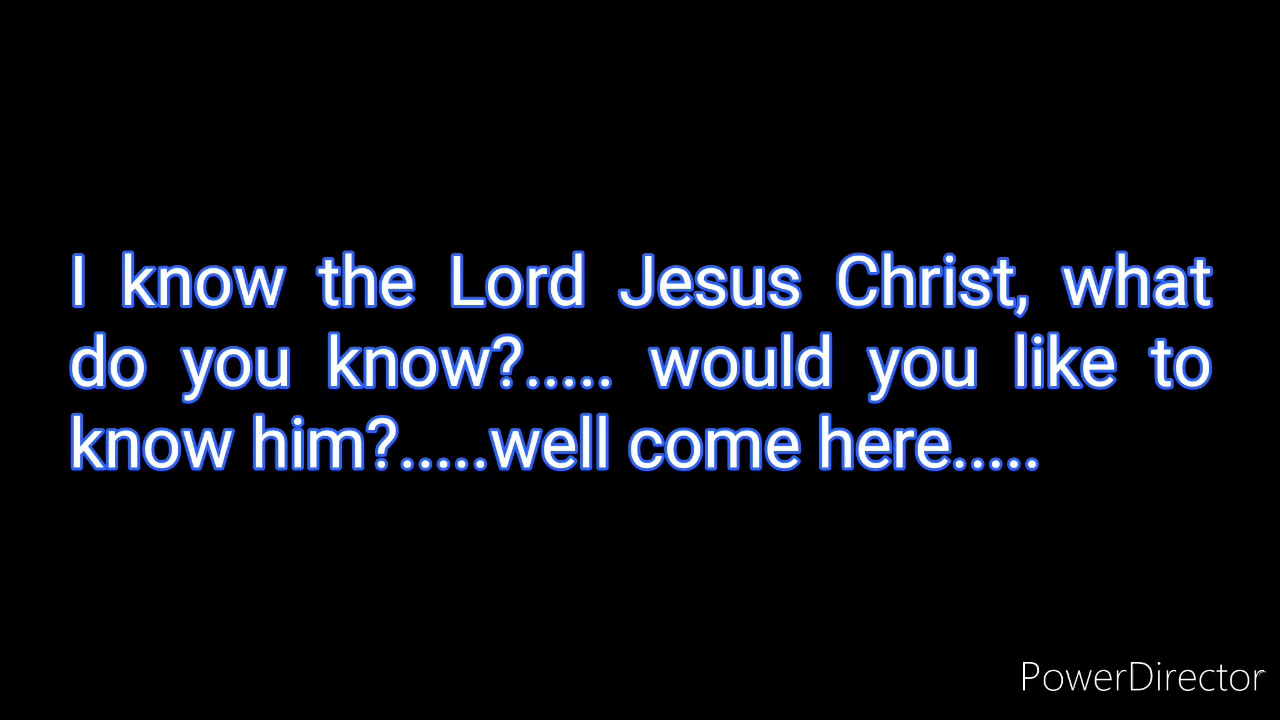 I know the Lord Jesus Christ, what
do you know?..... would you like to
know him?.....well come here.....
PowerDirector